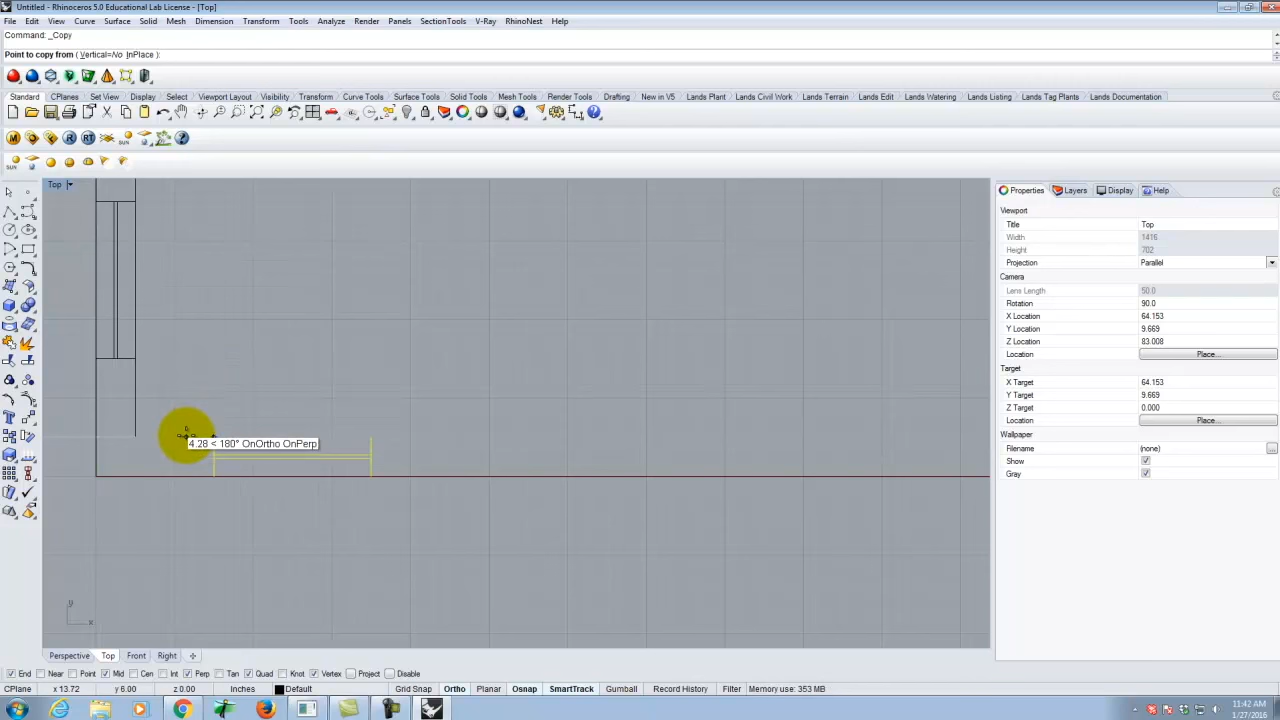 Untitled - Rhinoceros 5.0 Educational Lab License - [Top]
File Edit View Curve Surface Solid Mesh Dimension Transform Tools Analyze Render Panels SectionTools V-Ray RhinoNest Help
Command: _Copy
Point to copy from ( Vertical=No InPlace ):
Standard CPlanes Set View Display Select Viewport Layout Visibility Transform Curve Tools Surface Tools Solid Tools Mesh Tools Render Tools Drafting New in V5 Lands Plant Lands Civil Work Lands Terrain Lands Edit Lands Watering Lands Listing Lands Tag Plants Lands Documentation
M R RT SUN ?
SUN
Top
Properties Layers Display Help
Viewport
Title Top
Width 1416
Height 702
Projection Parallel
Camera
Lens Length 50.0
Rotation 90.0
X Location 64.153
Y Location 9.669
Z Location 83.008
Location Place...
Target
X Target 64.153
Y Target 9.669
Z Target 0.000
Location Place...
Wallpaper
Filename (none) ...
Show
Gray
4.28 < 180° OnOrtho OnPerp
y
x
Perspective Top Front Right
End Near Point Mid Cen Int Perp Tan Quad Knot Vertex Project Disable
CPlane x 13.72 y 6.00 z 0.00 Inches Default Grid Snap Ortho Planar Osnap SmartTrack Gumball Record History Filter Memory use: 353 MB
11:42 AM
1/27/2016